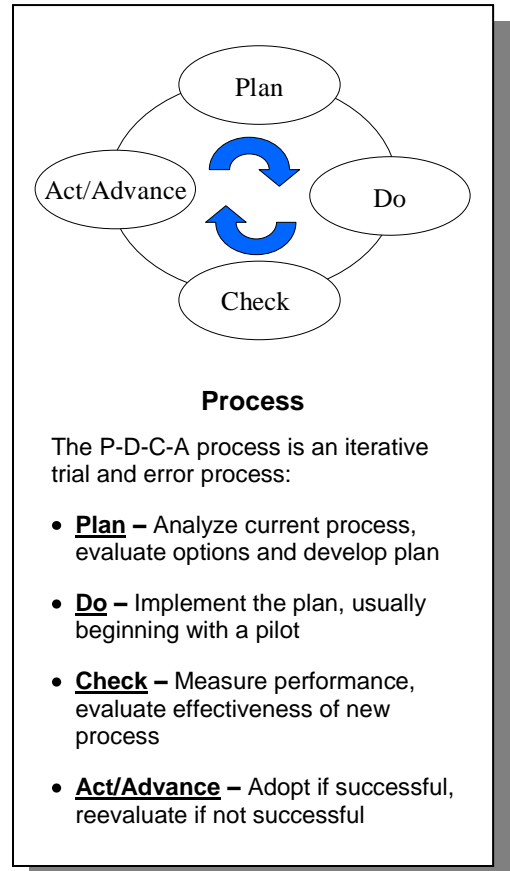 Plan
Act/Advance
Do
Check
Process
The P-D-C-A process is an iterative
trial and error process:
• Plan – Analyze current process,
evaluate options and develop plan
• Do – Implement the plan, usually
beginning with a pilot
• Check – Measure performance,
evaluate effectiveness of new
process
• Act/Advance – Adopt if successful,
reevaluate if not successful